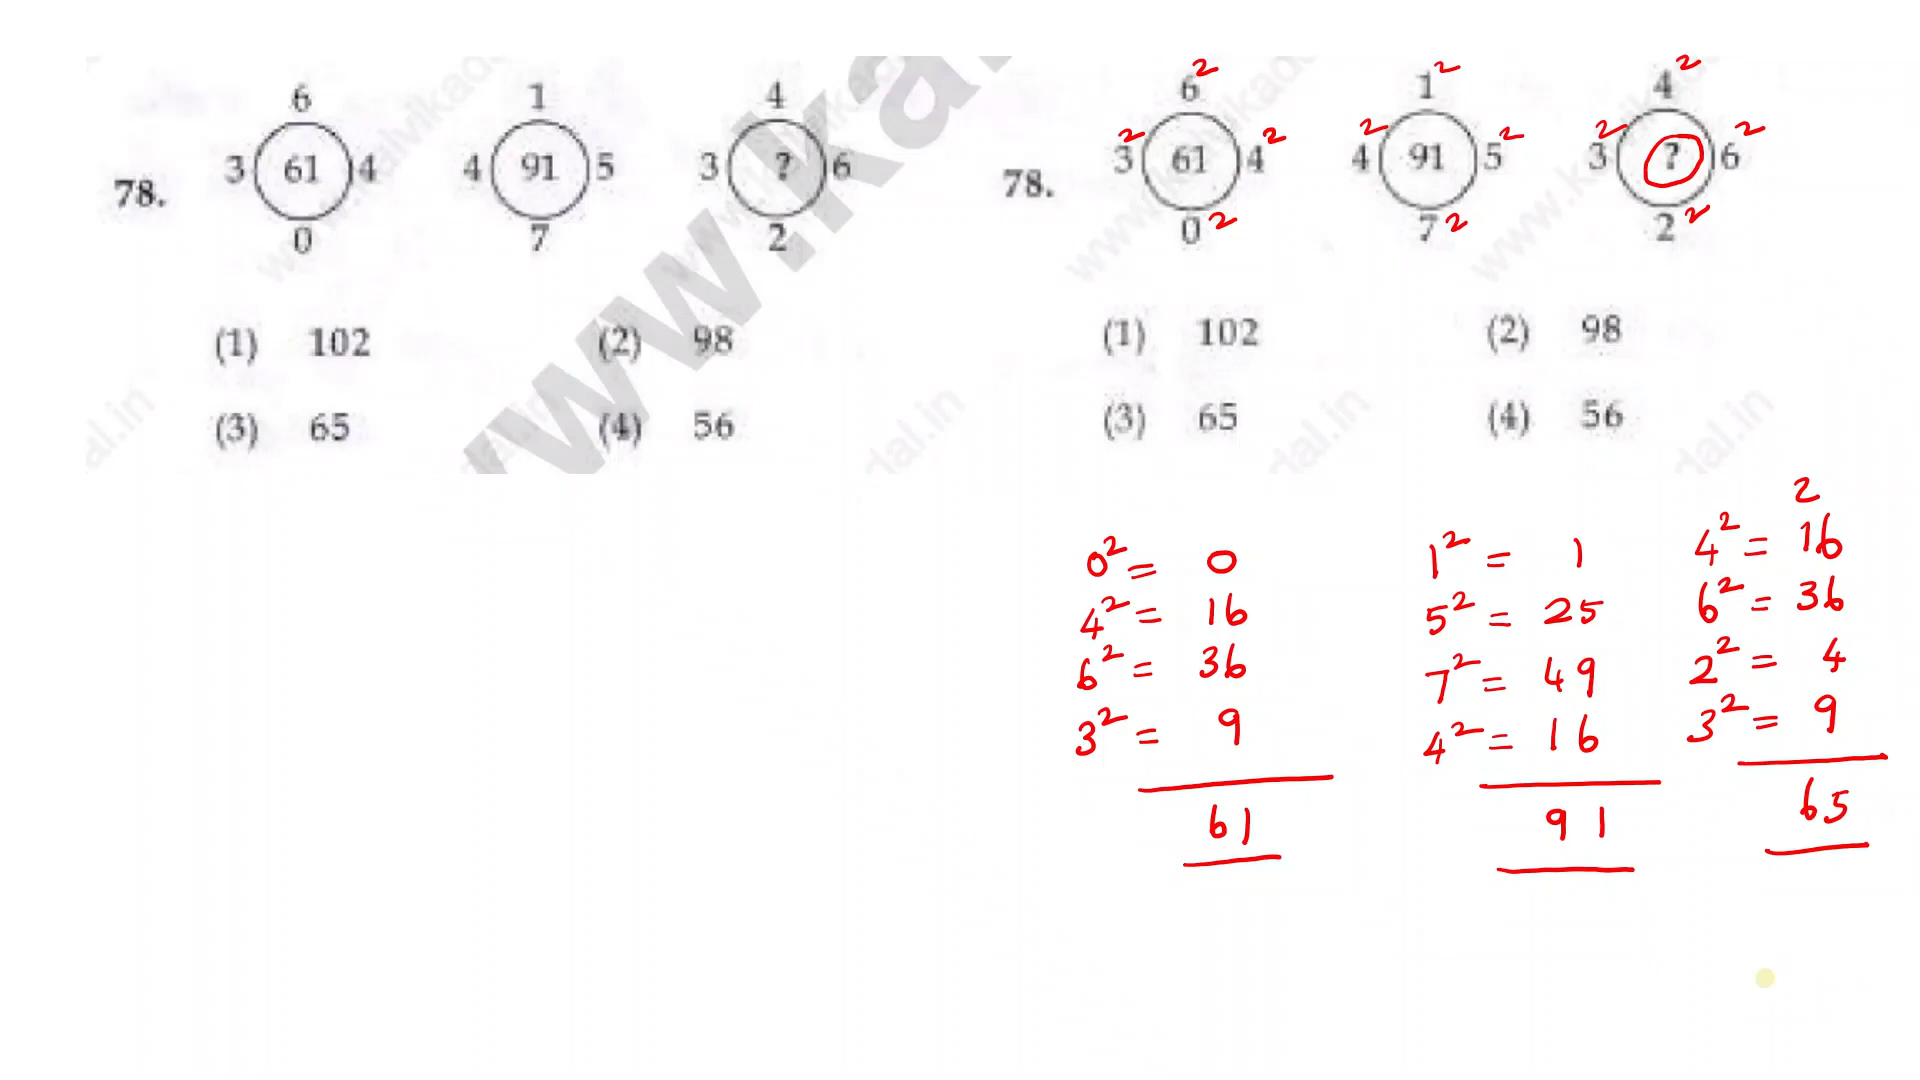 6 1 4
3 61 4 4 91 5 3 ? 6
78.
0 7 2
(1) 102 (2) 98
(3) 65 (4) 56
6² 1² 4²
3² 61 4² 4² 91 5² 3² ? 6²
78.
0² 7² 2²
(1) 102 (2) 98
(3) 65 (4) 56
0² = 0
4² = 16
6² = 36
3² = 9
61
1² = 1
5² = 25
7² = 49
4² = 16
91
2
4² = 16
6² = 36
2² = 4
3² = 9
65